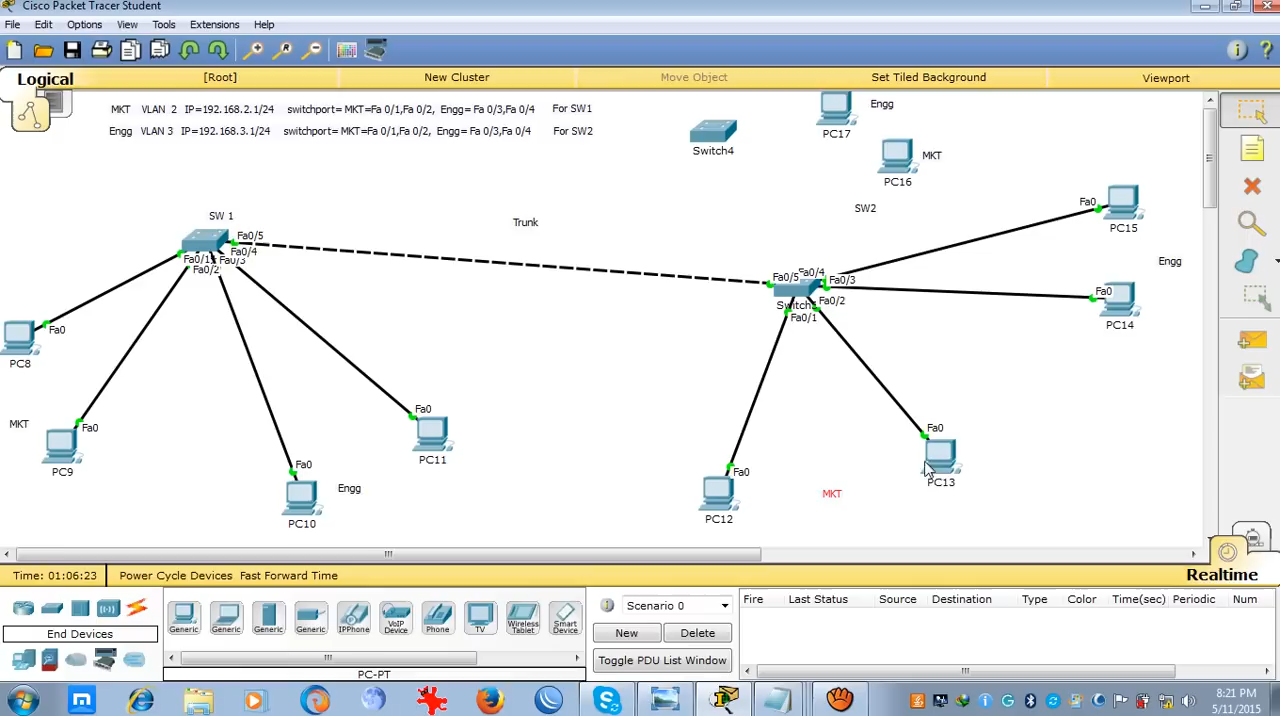 Cisco Packet Tracer Student
File Edit Options View Tools Extensions Help
Logical [Root] New Cluster Move Object Set Tiled Background Viewport
MKT VLAN 2 IP=192.168.2.1/24 switchport= MKT=Fa 0/1,Fa 0/2, Engg= Fa 0/3,Fa 0/4 For SW1
Engg VLAN 3 IP=192.168.3.1/24 switchport= MKT=Fa 0/1,Fa 0/2, Engg= Fa 0/3,Fa 0/4 For SW2
Engg
PC17
Switch4
MKT
PC16
SW2
Fa0
PC15
SW 1
Trunk
Fa0/5
Fa0/4
Fa0/1
Fa0/3
Fa0/2
Engg
Fa0/5
Fa0/4
Fa0/3
Fa0/2
Fa0/1
Fa0
PC14
Fa0
PC8
Fa0
PC11
MKT
Fa0
PC9
Fa0
PC10
Engg
Fa0
PC12
MKT
Fa0
PC13
Time: 01:06:23 Power Cycle Devices Fast Forward Time
Realtime
End Devices
Generic Generic Generic Generic IPPhone VoIP Device Phone TV Wireless Tablet Smart Device
PC-PT
Scenario 0
New Delete
Toggle PDU List Window
Fire Last Status Source Destination Type Color Time(sec) Periodic Num
8:21 PM
5/11/2015